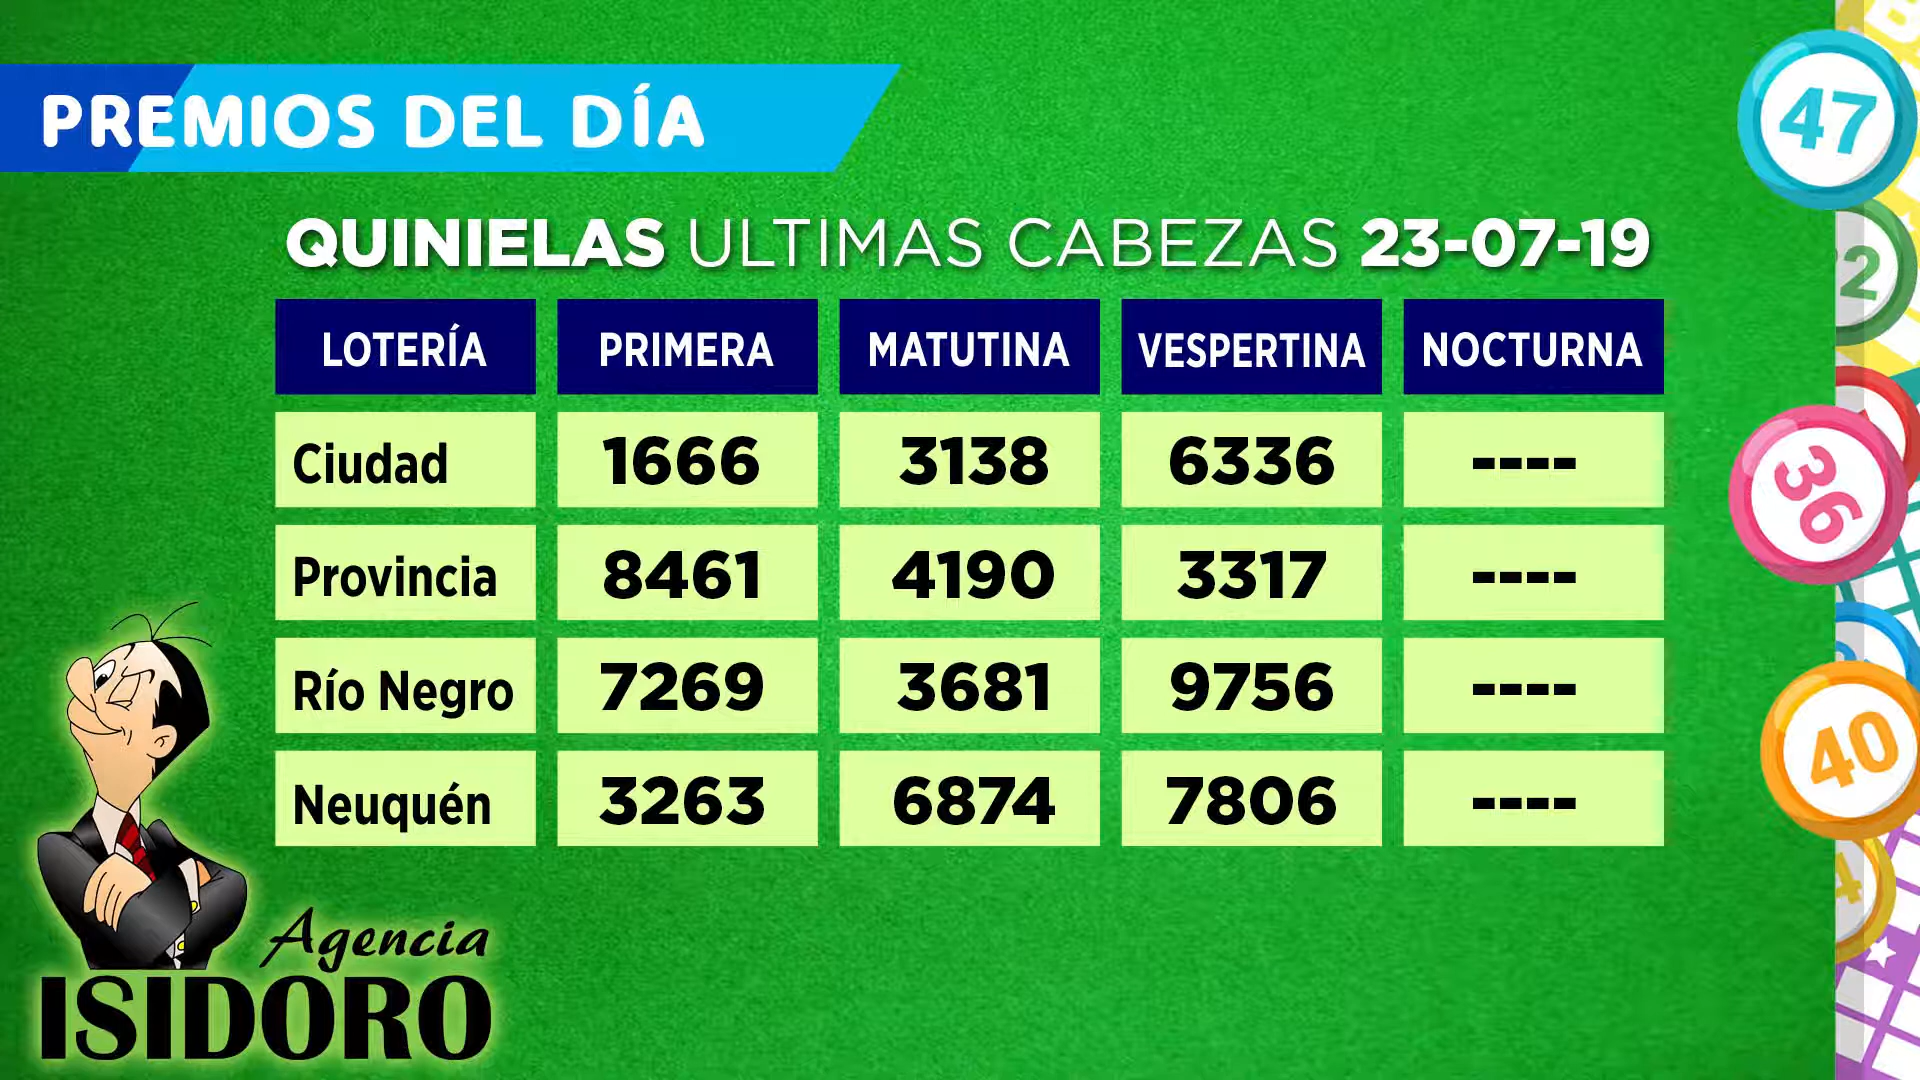 PREMIOS DEL DÍA
QUINIELAS ULTIMAS CABEZAS 23-07-19
LOTERÍA PRIMERA MATUTINA VESPERTINA NOCTURNA
Ciudad 1666 3138 6336 ----
Provincia 8461 4190 3317 ----
Río Negro 7269 3681 9756 ----
Neuquén 3263 6874 7806 ----
Agencia
ISIDORO
47
36
40